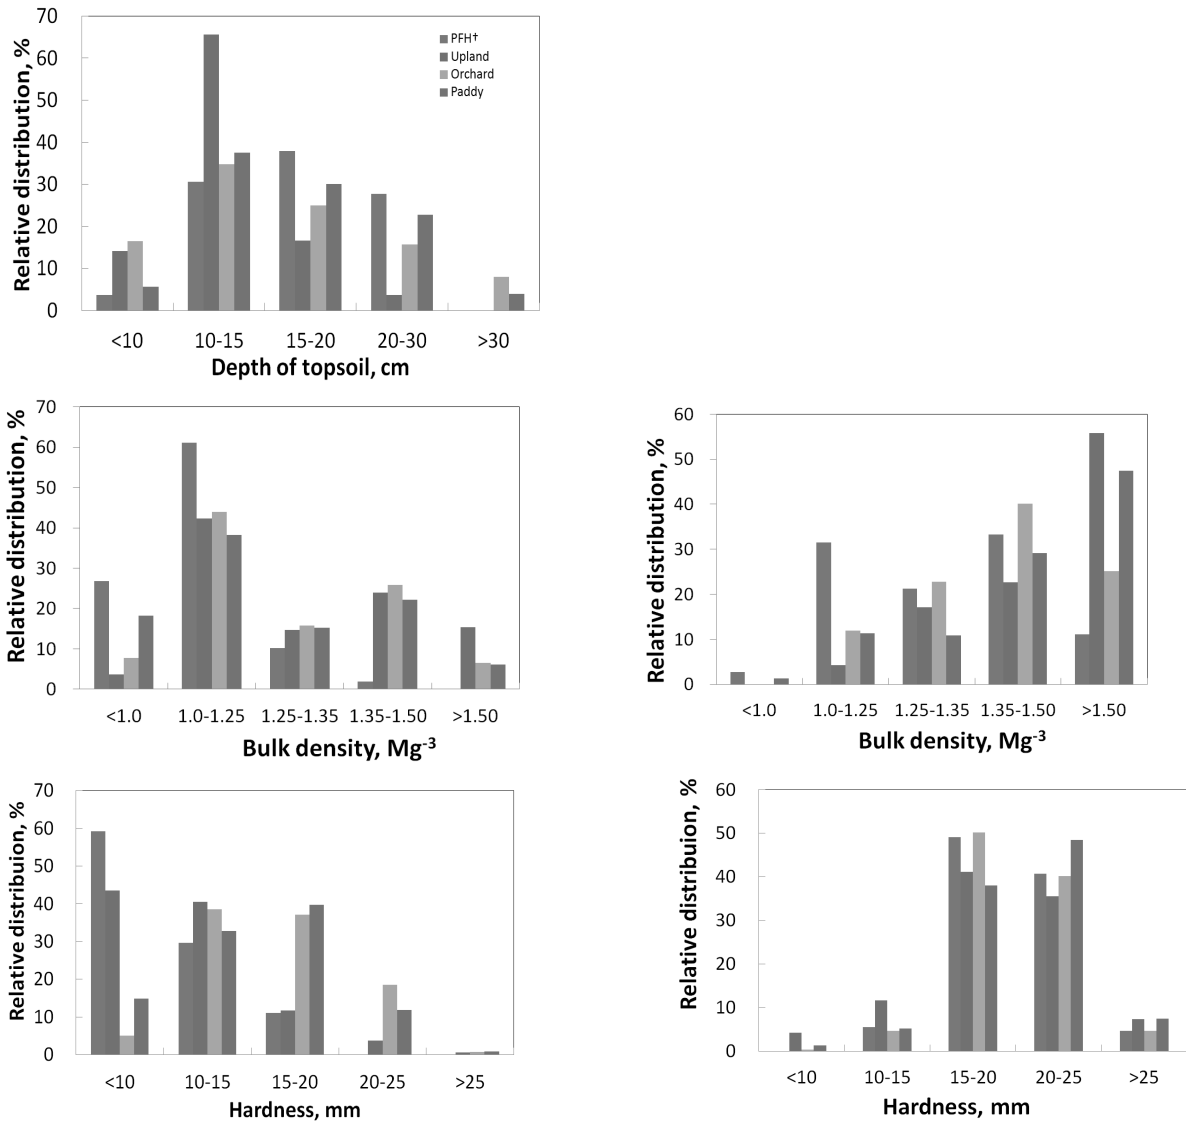 Relative distribution, %
70
60
50
40
30
20
10
0
PFH†
Upland
Orchard
Paddy
<10 10-15 15-20 20-30 >30
Depth of topsoil, cm
Relative distribution, %
70
60
50
40
30
20
10
0
<1.0 1.0-1.25 1.25-1.35 1.35-1.50 >1.50
Bulk density, Mg-3
Relative distribution, %
60
50
40
30
20
10
0
<1.0 1.0-1.25 1.25-1.35 1.35-1.50 >1.50
Bulk density, Mg-3
Relative distribuion, %
70
60
50
40
30
20
10
0
<10 10-15 15-20 20-25 >25
Hardness, mm
Relative distribuion, %
60
50
40
30
20
10
0
<10 10-15 15-20 20-25 >25
Hardness, mm